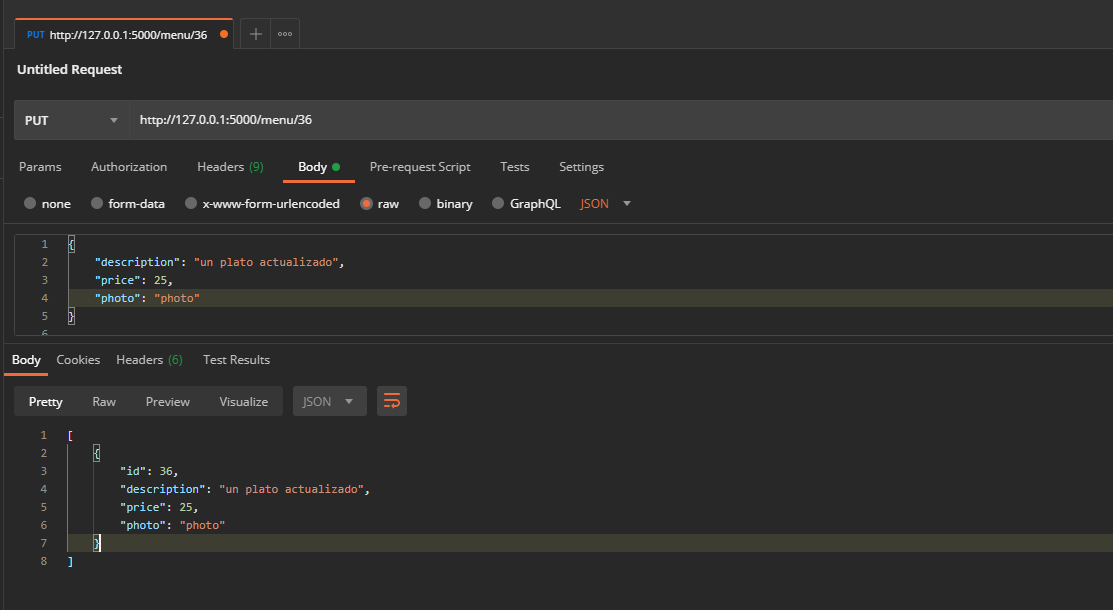 PUT http://127.0.0.1:5000/menu/36
Untitled Request
PUT http://127.0.0.1:5000/menu/36
Params Authorization Headers (9) Body Pre-request Script Tests Settings
none form-data x-www-form-urlencoded raw binary GraphQL JSON
1 {
2 "description": "un plato actualizado",
3 "price": 25,
4 "photo": "photo"
5 }
6
Body Cookies Headers (6) Test Results
Pretty Raw Preview Visualize JSON
1 [
2 {
3 "id": 36,
4 "description": "un plato actualizado",
5 "price": 25,
6 "photo": "photo"
7 }
8 ]